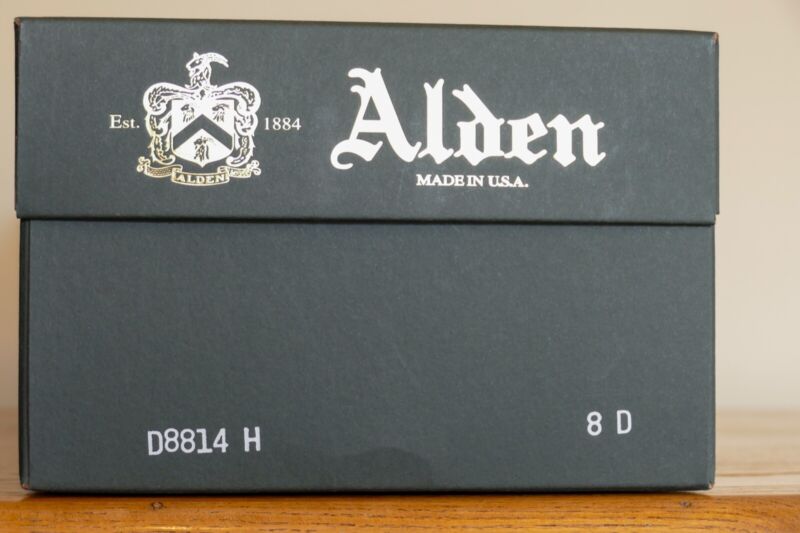 Est. 1884
ALDEN
Alden
MADE IN U.S.A.
D8814 H
8 D